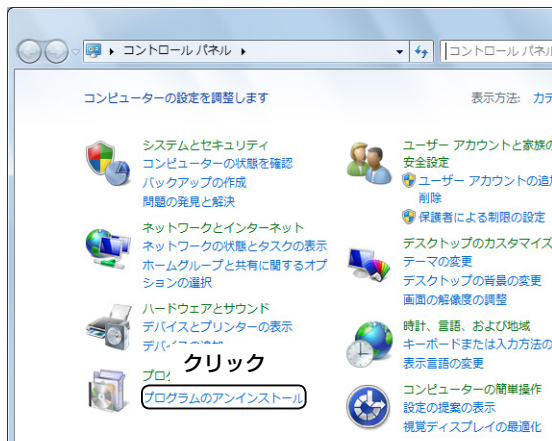 コントロール パネル
コントロール パネル
コンピューターの設定を調整します
表示方法:
システムとセキュリティ
コンピューターの状態を確認
バックアップの作成
問題の発見と解決
ネットワークとインターネット
ネットワークの状態とタスクの表示
ホームグループと共有に関するオプ
ションの選択
ハードウェアとサウンド
デバイスとプリンターの表示
クリック
プログラムのアンインストール
ユーザー アカウントと家族の
安全設定
ユーザー アカウントの追加
削除
保護者による制限の設定
デスクトップのカスタマイズ
テーマの変更
デスクトップの背景の変更
画面の解像度の調整
時計、言語、および地域
キーボードまたは入力方法の
表示言語の変更
コンピューターの簡単操作
設定の提案の表示
視覚ディスプレイの最適化